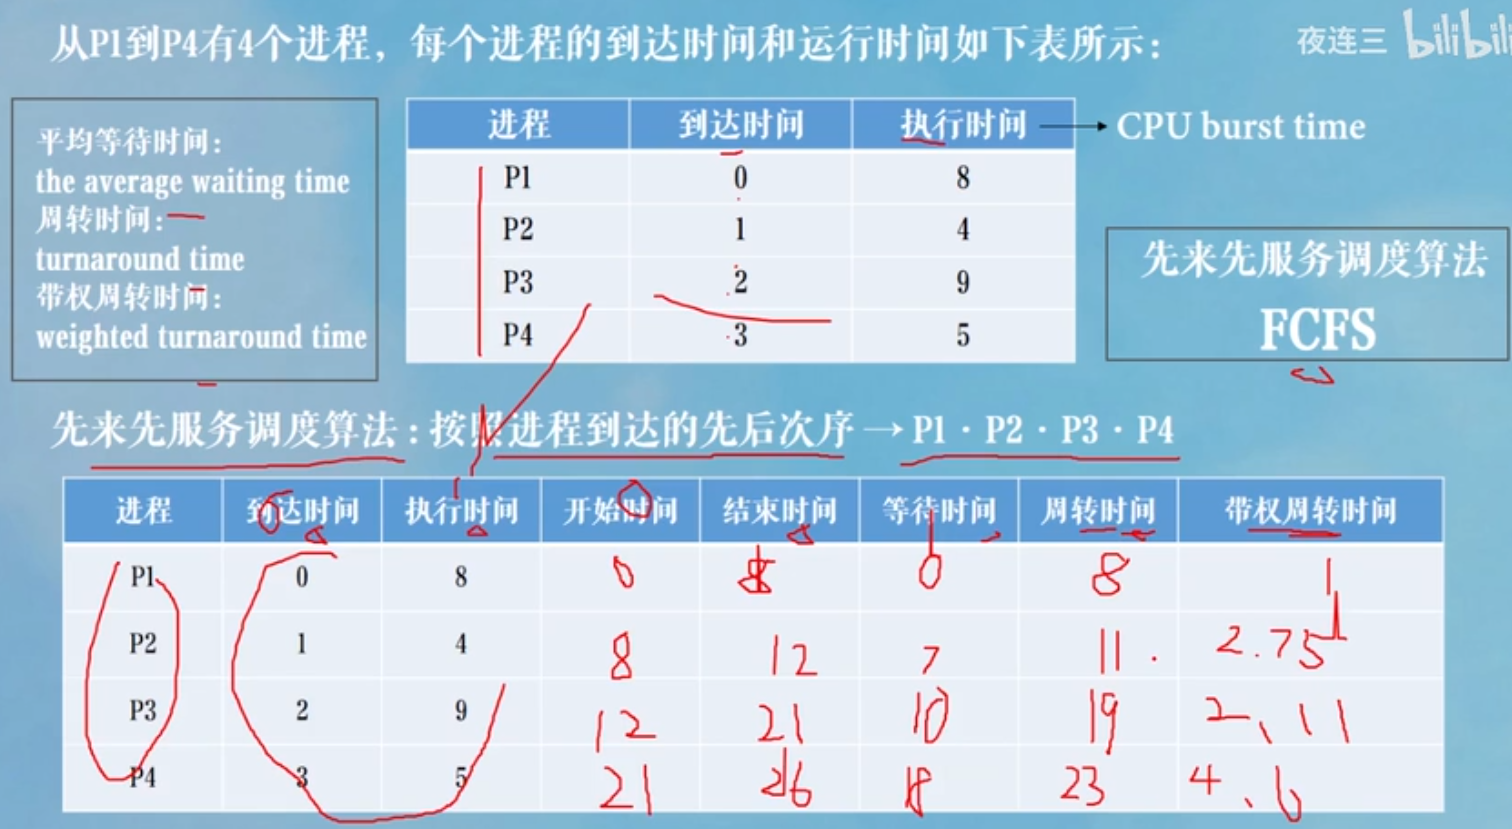 从P1到P4有4个进程，每个进程的到达时间和运行时间如下表所示：
夜连三 bilibili
平均等待时间：
the average waiting time
周转时间：
turnaround time
带权周转时间：
weighted turnaround time
进程 到达时间 执行时间 → CPU burst time
P1 0 8
P2 1 4
P3 2 9
P4 3 5
先来先服务调度算法
FCFS
先来先服务调度算法：按照进程到达的先后次序 → P1 · P2 · P3 · P4
进程 到达时间 执行时间 开始时间 结束时间 等待时间 周转时间 带权周转时间
P1 0 8 0 8 0 8 1
P2 1 4 8 12 7 11 2.75
P3 2 9 12 21 10 19 2.11
P4 3 5 21 26 18 23 4.6